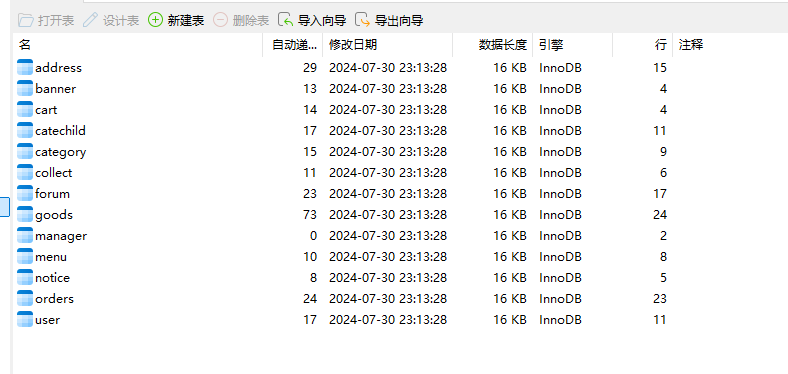 打开表 设计表 新建表 删除表 导入向导 导出向导
名 自动递... 修改日期 数据长度 引擎 行 注释
address 29 2024-07-30 23:13:28 16 KB InnoDB 15
banner 13 2024-07-30 23:13:28 16 KB InnoDB 4
cart 14 2024-07-30 23:13:28 16 KB InnoDB 4
catechild 17 2024-07-30 23:13:28 16 KB InnoDB 11
category 15 2024-07-30 23:13:28 16 KB InnoDB 9
collect 11 2024-07-30 23:13:28 16 KB InnoDB 6
forum 23 2024-07-30 23:13:28 16 KB InnoDB 17
goods 73 2024-07-30 23:13:28 16 KB InnoDB 24
manager 0 2024-07-30 23:13:28 16 KB InnoDB 2
menu 10 2024-07-30 23:13:28 16 KB InnoDB 8
notice 8 2024-07-30 23:13:28 16 KB InnoDB 5
orders 24 2024-07-30 23:13:28 16 KB InnoDB 23
user 17 2024-07-30 23:13:28 16 KB InnoDB 11